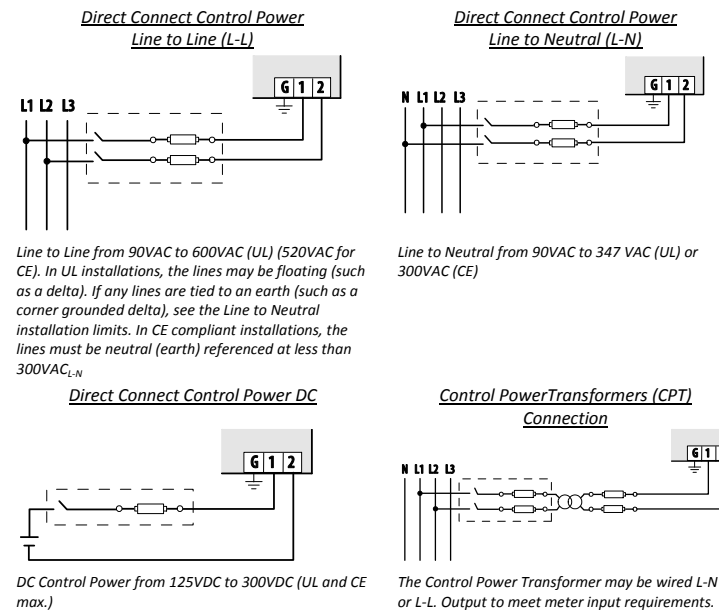 Direct Connect Control Power
Line to Line (L-L)
G 1 2
L1 L2 L3
Line to Line from 90VAC to 600VAC (UL) (520VAC for
CE). In UL installations, the lines may be floating (such
as a delta). If any lines are tied to an earth (such as a
corner grounded delta), see the Line to Neutral
installation limits. In CE compliant installations, the
lines must be neutral (earth) referenced at less than
300VACL-N
Direct Connect Control Power
Line to Neutral (L-N)
G 1 2
N L1 L2 L3
Line to Neutral from 90VAC to 347 VAC (UL) or
300VAC (CE)
Direct Connect Control Power DC
G 1 2
DC Control Power from 125VDC to 300VDC (UL and CE
max.)
Control PowerTransformers (CPT)
Connection
G 1
N L1 L2 L3
The Control Power Transformer may be wired L-N
or L-L. Output to meet meter input requirements.